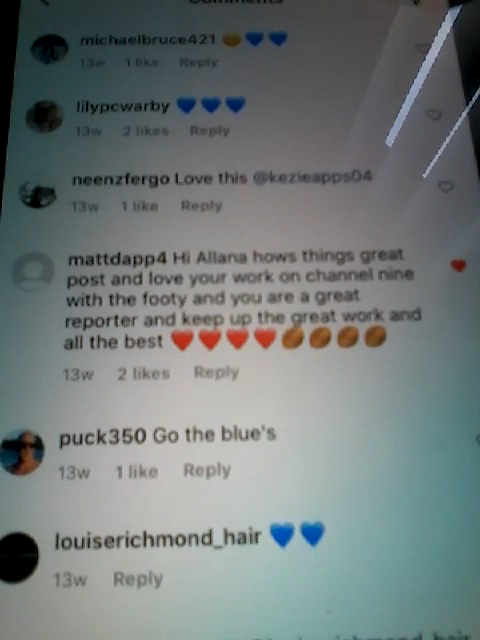 Comments
michaelbruce421 😊💙💙
13w 1 like Reply
lilypcwarby 💙💙💙
13w 2 likes Reply
neenzfergo Love this @kezieapps04
13w 1 like Reply
mattdapp4 Hi Allana hows things great
post and love your work on channel nine
with the footy and you are a great
reporter and keep up the great work and
all the best ❤️❤️❤️❤️🏉🏉🏉🏉
13w 2 likes Reply
puck350 Go the blue's
13w 1 like Reply
louiserichmond_hair 💙💙
13w Reply